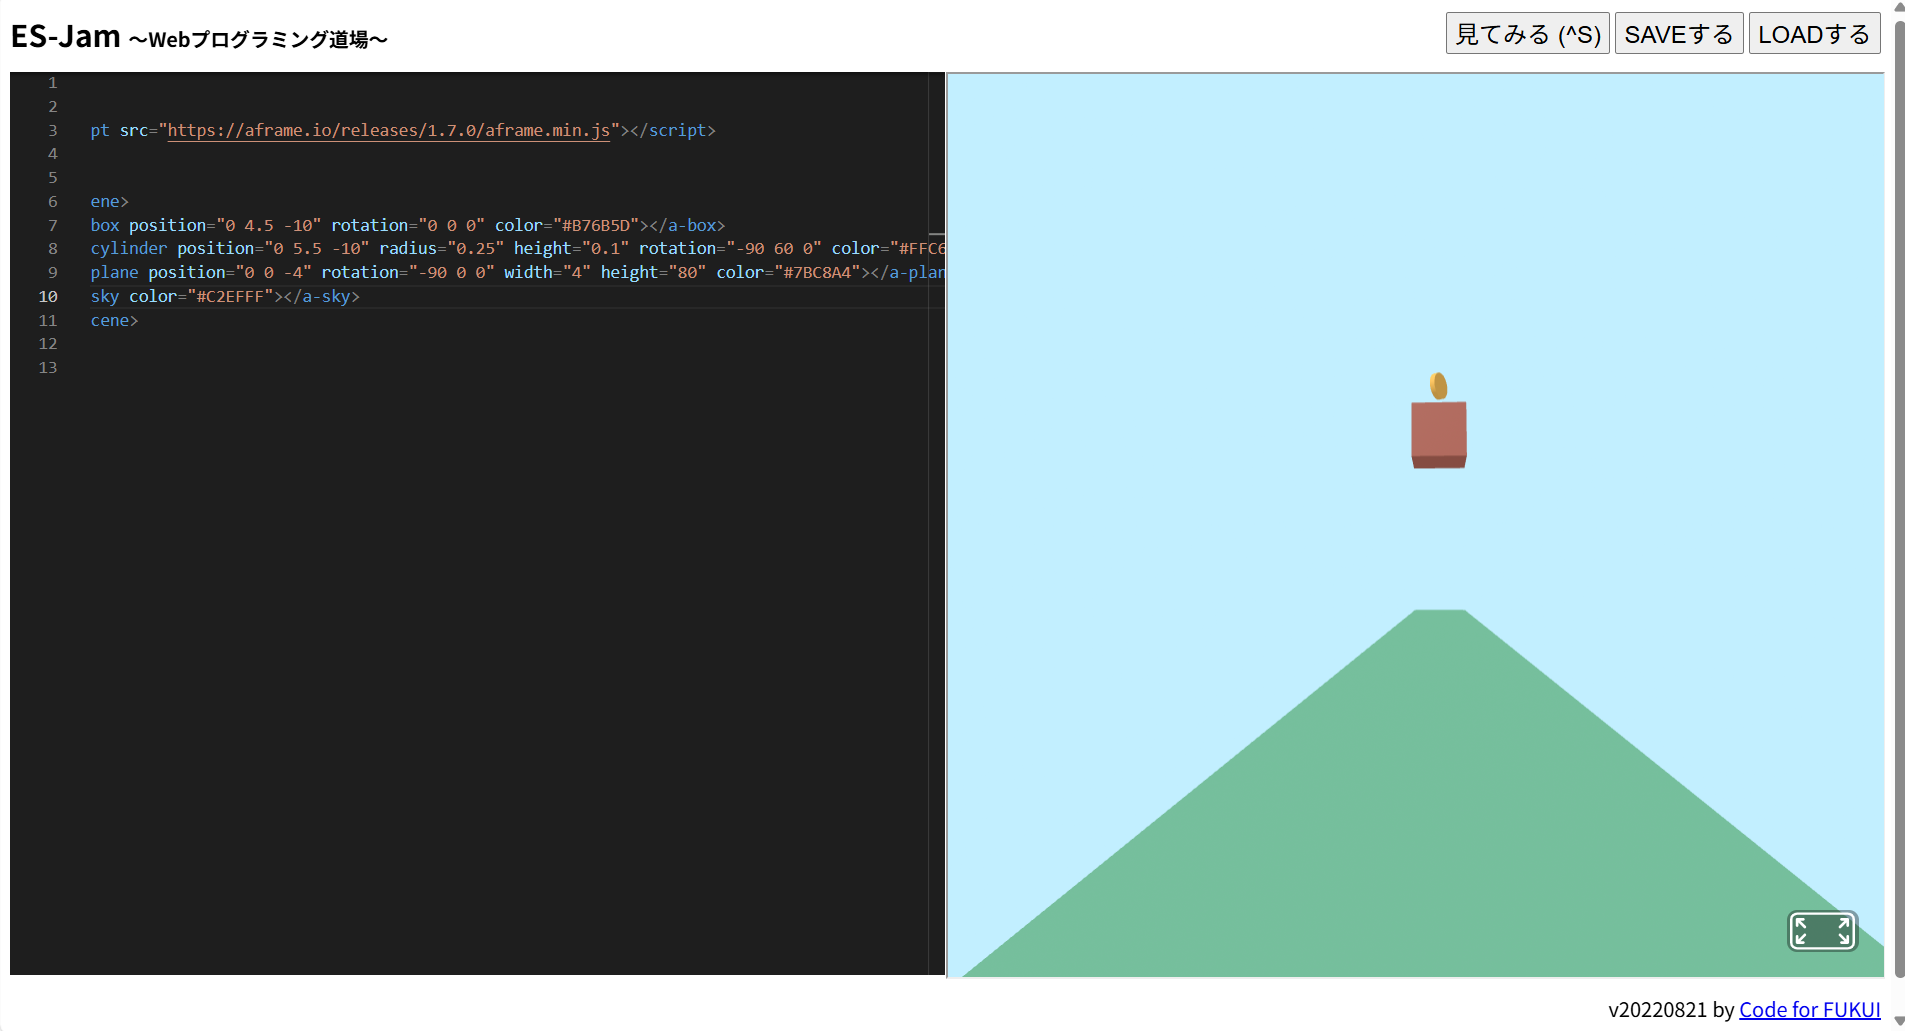 ES-Jam ～Webプログラミング道場～
見てみる (^S) SAVEする LOADする
1
2
3 pt src="https://aframe.io/releases/1.7.0/aframe.min.js"></script>
4
5
6 ene>
7 box position="0 4.5 -10" rotation="0 0 0" color="#B76B5D"></a-box>
8 cylinder position="0 5.5 -10" radius="0.25" height="0.1" rotation="-90 60 0" color="#FFC6
9 plane position="0 0 -4" rotation="-90 0 0" width="4" height="80" color="#7BC8A4"></a-plan
10 sky color="#C2EFFF"></a-sky>
11 cene>
12
13
v20220821 by Code for FUKUI